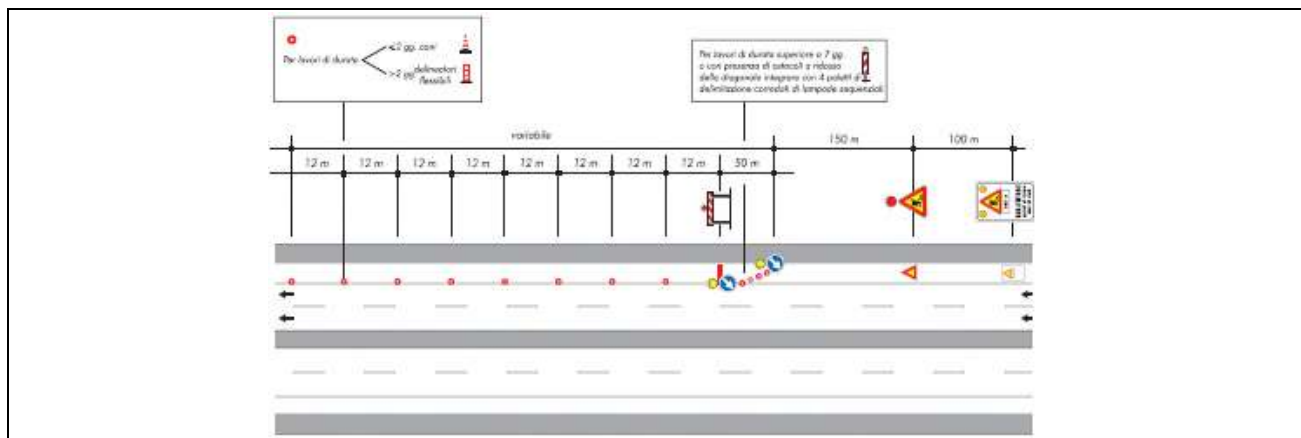 ⩽2 gg. coni
Per lavori di durata
>2 gg delineatori
flessibili
Per lavori di durata superiore a 7 gg.
o con presenza di ostacoli a ridosso
della diagonale integrare con 4 paletti di
delimitazione corredati di lampade sequenziali
variabile
150 m
100 m
12 m
12 m
12 m
12 m
12 m
12 m
12 m
12 m
50 m